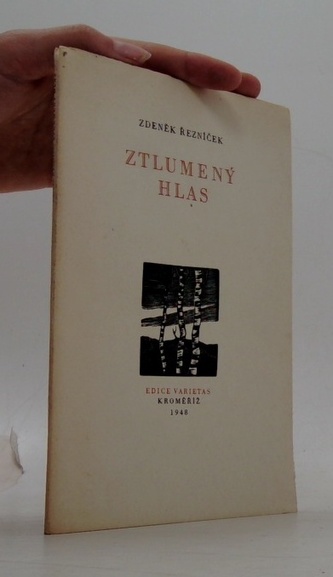 ZDENĚK ŘEZNÍČEK
ZTLUMENÝ
HLAS
EDICE VARIETAS
KROMĚŘÍŽ
1948